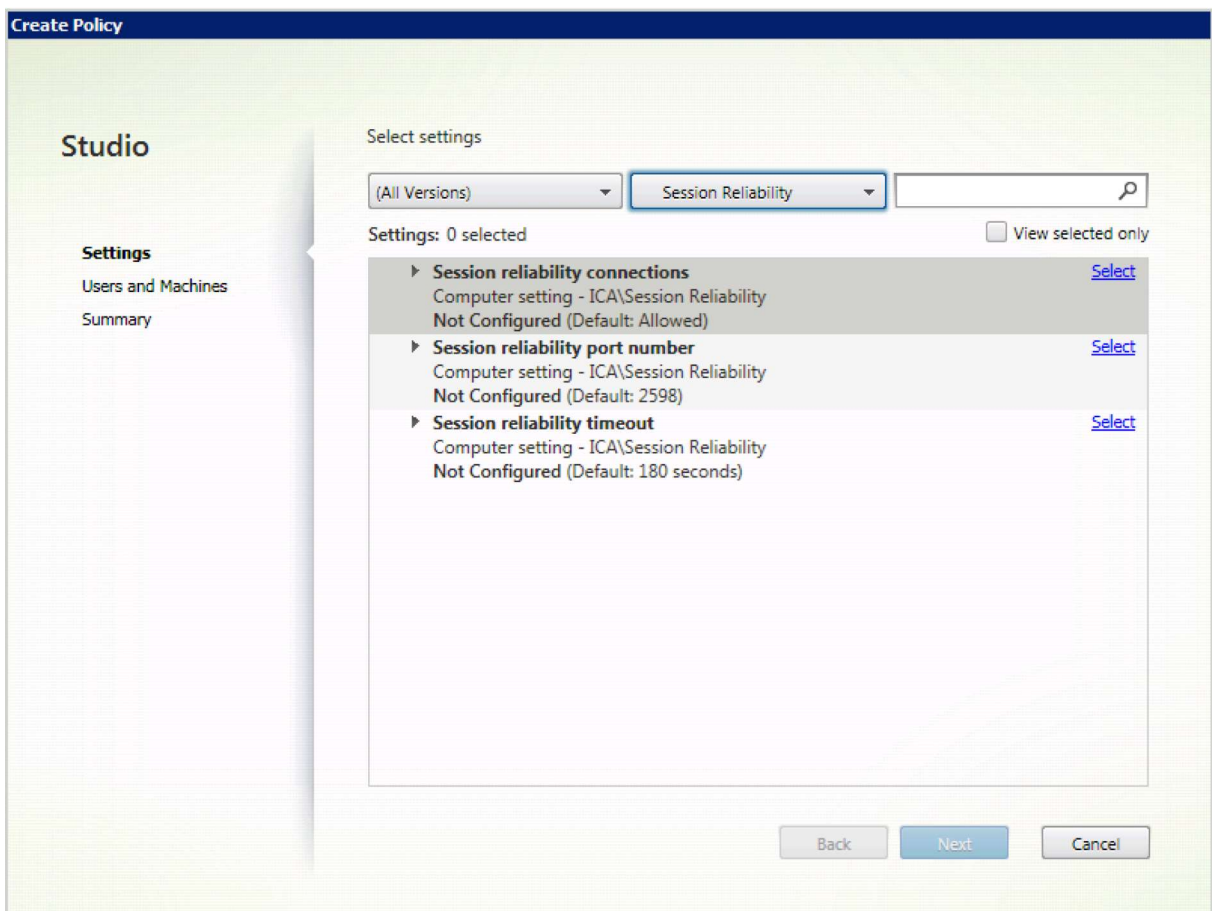 Create Policy
Studio
Select settings
(All Versions)
Session Reliability
Settings: 0 selected
View selected only
Settings
Users and Machines
Summary
Session reliability connections
Select
Computer setting - ICA\Session Reliability
Not Configured (Default: Allowed)
Session reliability port number
Select
Computer setting - ICA\Session Reliability
Not Configured (Default: 2598)
Session reliability timeout
Select
Computer setting - ICA\Session Reliability
Not Configured (Default: 180 seconds)
Back
Next
Cancel